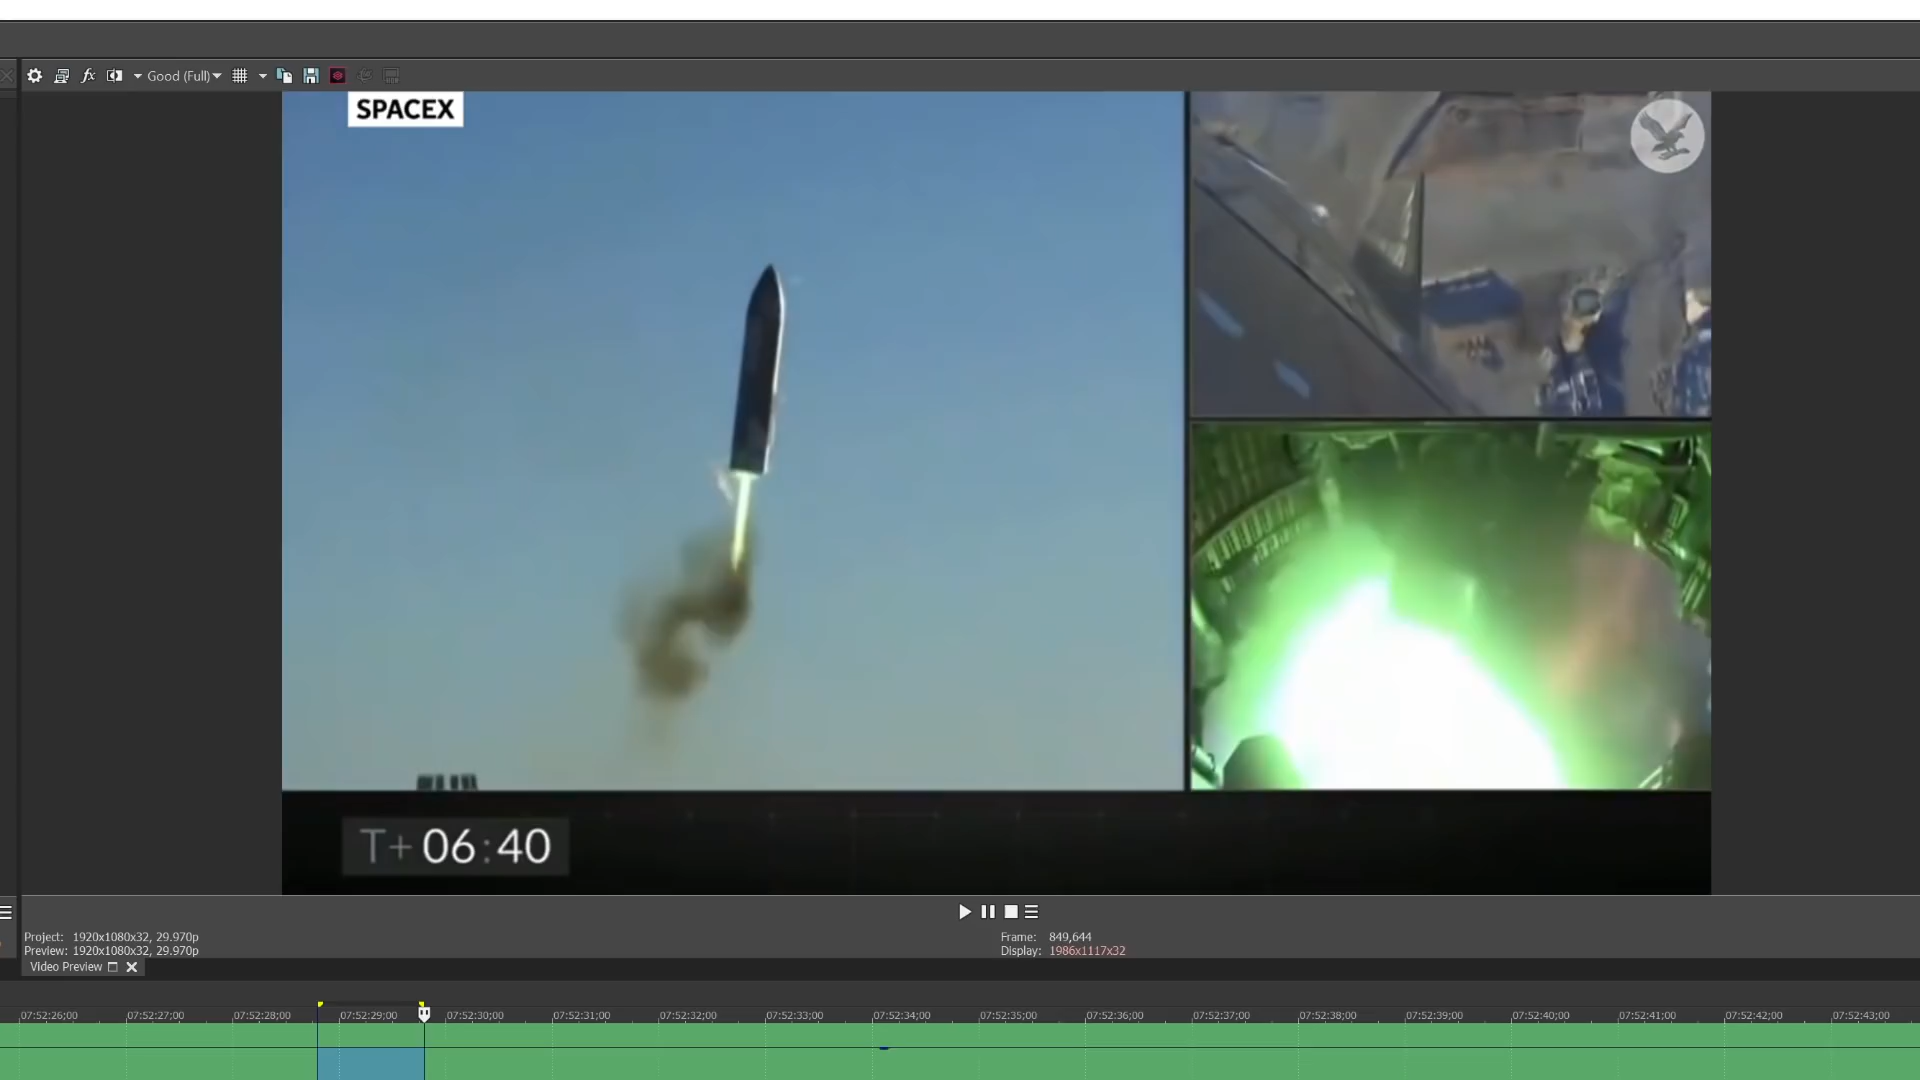 fx
Good (Full)
SPACEX
T+ 06:40
Project: 1920x1080x32, 29.970p
Preview: 1920x1080x32, 29.970p
Frame: 849,644
Display: 1986x1117x32
Video Preview
07:52:26;00 07:52:27;00 07:52:28;00 07:52:29;00 07:52:30;00 07:52:31;00 07:52:32;00 07:52:33;00 07:52:34;00 07:52:35;00 07:52:36;00 07:52:37;00 07:52:38;00 07:52:39;00 07:52:40;00 07:52:41;00 07:52:42;00 07:52:43;00